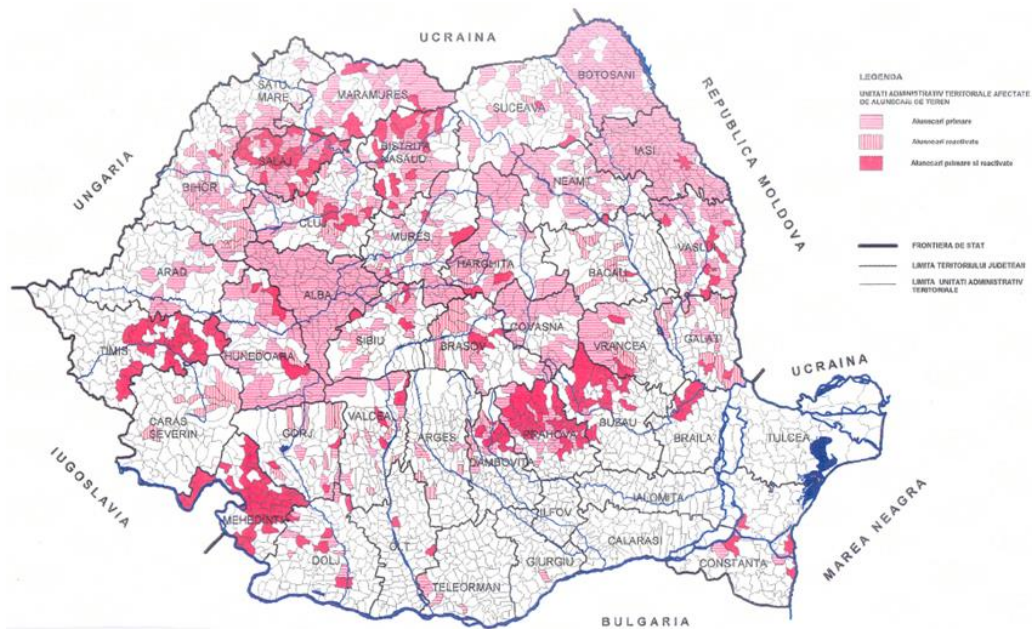 UCRAINA
UNGARIA
REPUBLICA MOLDOVA
UCRAINA
MAREA NEAGRA
BULGARIA
IUGOSLAVIA
SATU
MARE
MARAMURES
SUCEAVA
BOTOSANI
SALAJ
BISTRITA
NASAUD
IASI
BIHOR
CLUJ
NEAMT
MURES
HARGHITA
BACAU
VASLUI
ARAD
ALBA
TIMIS
HUNEDOARA
SIBIU
BRASOV
COVASNA
VRANCEA
GALATI
CARAS
SEVERIN
GORJ
VALCEA
ARGES
PRAHOVA
BUZAU
BRAILA
TULCEA
DAMBOVITA
MEHEDINTI
IALOMITA
ILFOV
DOLJ
OLT
TELEORMAN
GIURGIU
CALARASI
CONSTANTA
LEGENDA
UNITATI ADMINISTRATIV TERITORIALE AFECTATE
DE ALUNECARI DE TEREN
Alunecari primare
Alunecari reactivate
Alunecari primare si reactivate
FRONTIERA DE STAT
LIMITA TERITORIULUI JUDETEAN
LIMITA UNITATI ADMINISTRATIV
TERITORIALE